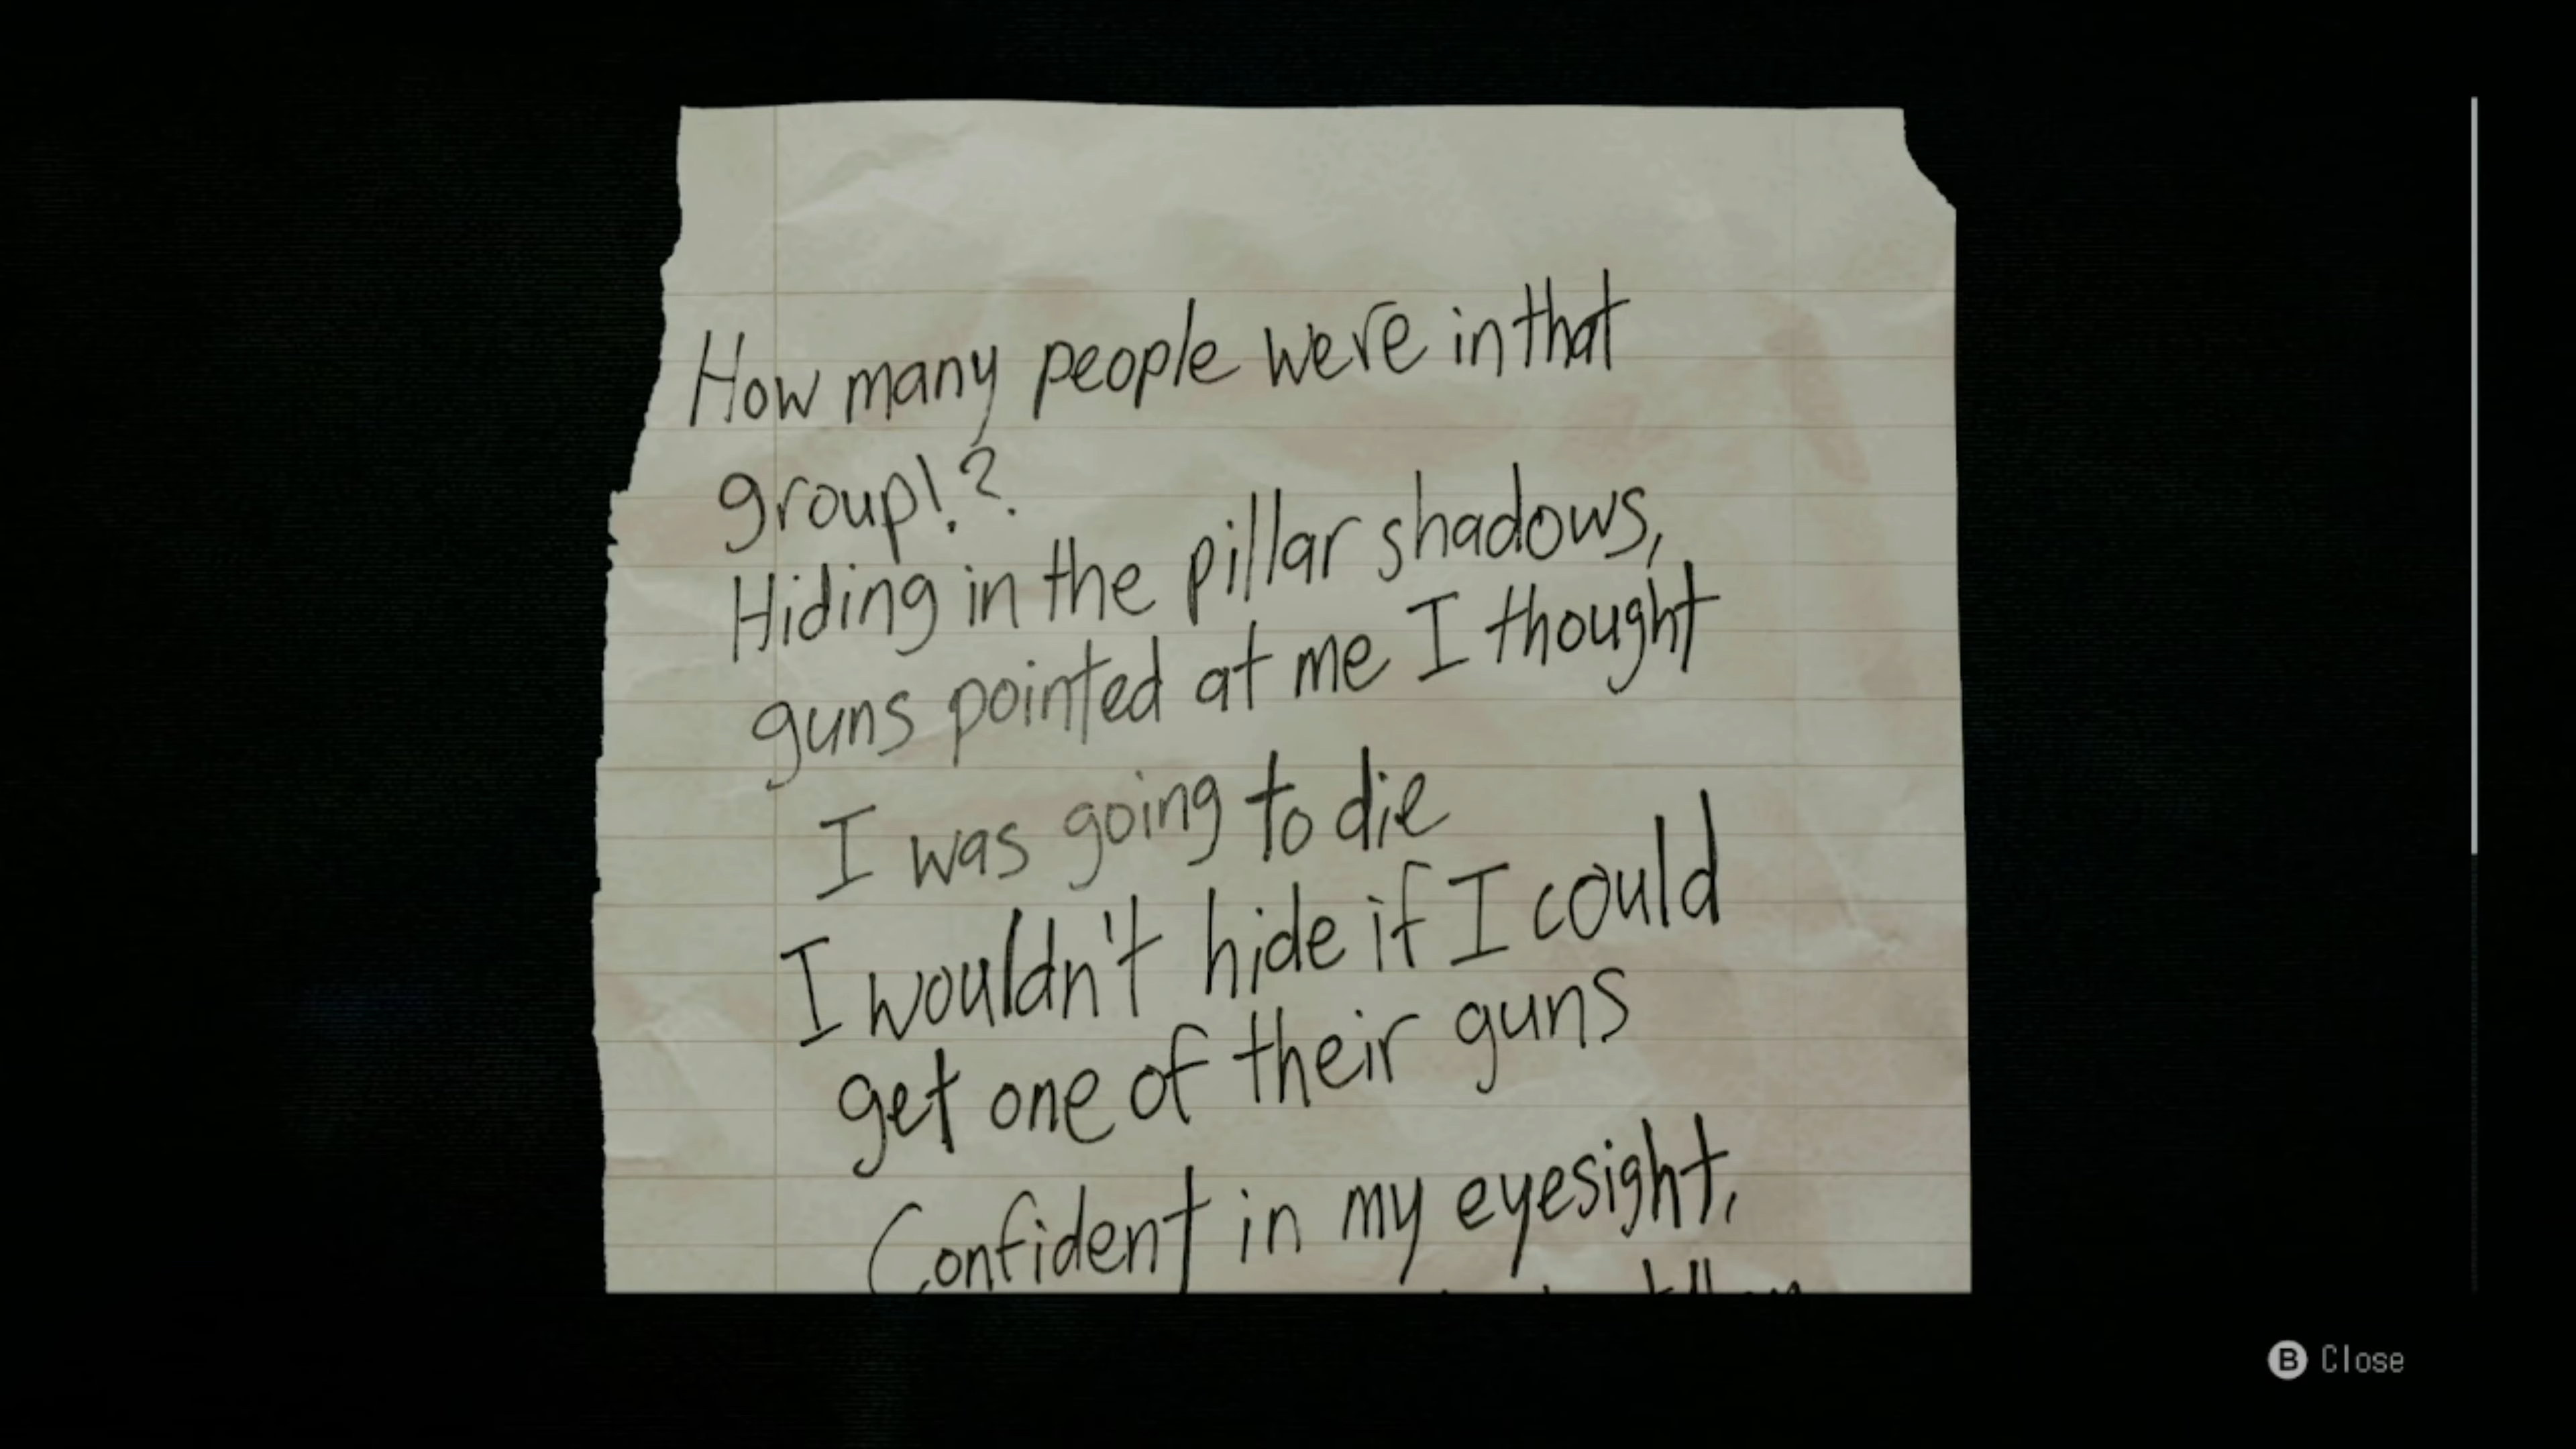 How many people were in that
group!?
Hiding in the pillar shadows,
guns pointed at me I thought
I was going to die
I wouldn't hide if I could
get one of their guns
Confident in my eyesight,
B Close